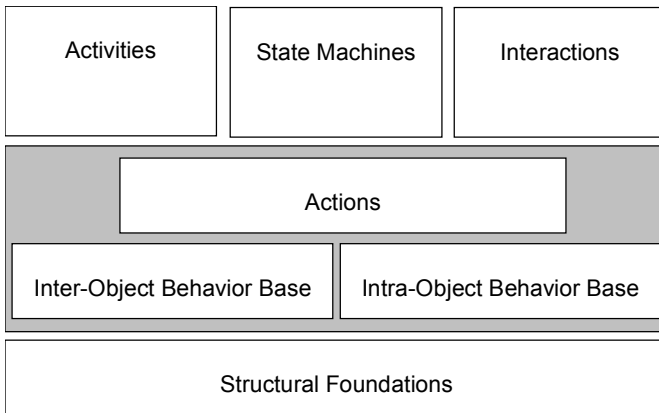 Activities
State Machines
Interactions
Actions
Inter-Object Behavior Base
Intra-Object Behavior Base
Structural Foundations